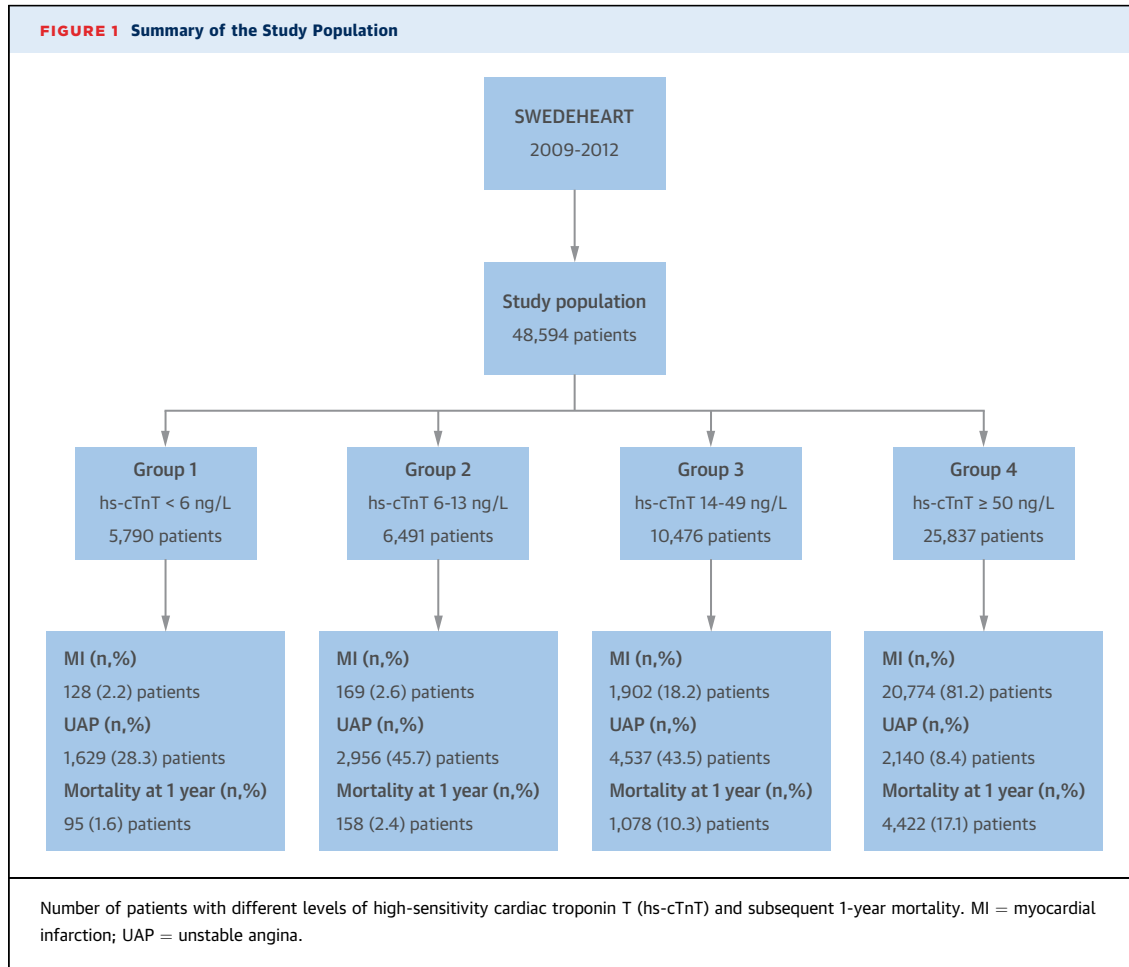 FIGURE 1 Summary of the Study Population
SWEDEHEART
2009-2012
Study population
48,594 patients
Group 1
hs-cTnT < 6 ng/L
5,790 patients
Group 2
hs-cTnT 6-13 ng/L
6,491 patients
Group 3
hs-cTnT 14-49 ng/L
10,476 patients
Group 4
hs-cTnT ≥ 50 ng/L
25,837 patients
MI (n,%)
128 (2.2) patients
UAP (n,%)
1,629 (28.3) patients
Mortality at 1 year (n,%)
95 (1.6) patients
MI (n,%)
169 (2.6) patients
UAP (n,%)
2,956 (45.7) patients
Mortality at 1 year (n,%)
158 (2.4) patients
MI (n,%)
1,902 (18.2) patients
UAP (n,%)
4,537 (43.5) patients
Mortality at 1 year (n,%)
1,078 (10.3) patients
MI (n,%)
20,774 (81.2) patients
UAP (n,%)
2,140 (8.4) patients
Mortality at 1 year (n,%)
4,422 (17.1) patients
Number of patients with different levels of high-sensitivity cardiac troponin T (hs-cTnT) and subsequent 1-year mortality. MI = myocardial
infarction; UAP = unstable angina.